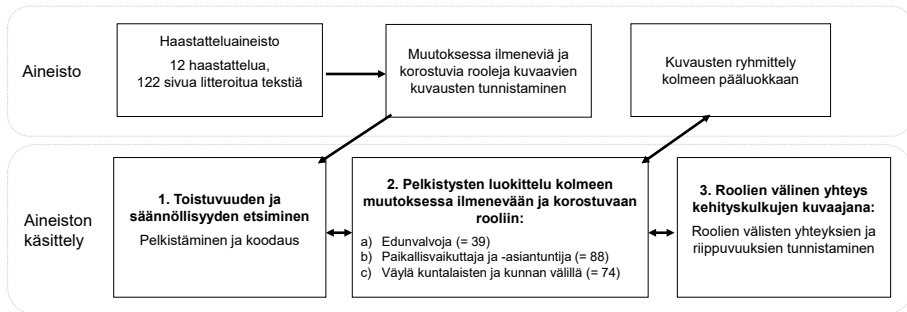 Aineisto
Haastatteluaineisto
12 haastattelua,
122 sivua litteroitua tekstiä
Muutoksessa ilmeneviä ja
korostuvia rooleja kuvaavien
kuvausten tunnistaminen
Kuvausten ryhmittely
kolmeen pääluokkaan
Aineiston
käsittely
1. Toistuvuuden ja
säännöllisyyden etsiminen
Pelkistäminen ja koodaus
2. Pelkistysten luokittelu kolmeen
muutoksessa ilmenevään ja korostuvaan
rooliin:
a) Edunvalvoja (= 39)
b) Paikallisvaikuttaja ja -asiantuntija (= 88)
c) Väylä kuntalaisten ja kunnan välillä (= 74)
3. Roolien välinen yhteys
kehityskulkujen kuvaajana:
Roolien välisten yhteyksien ja
riippuvuuksien tunnistaminen